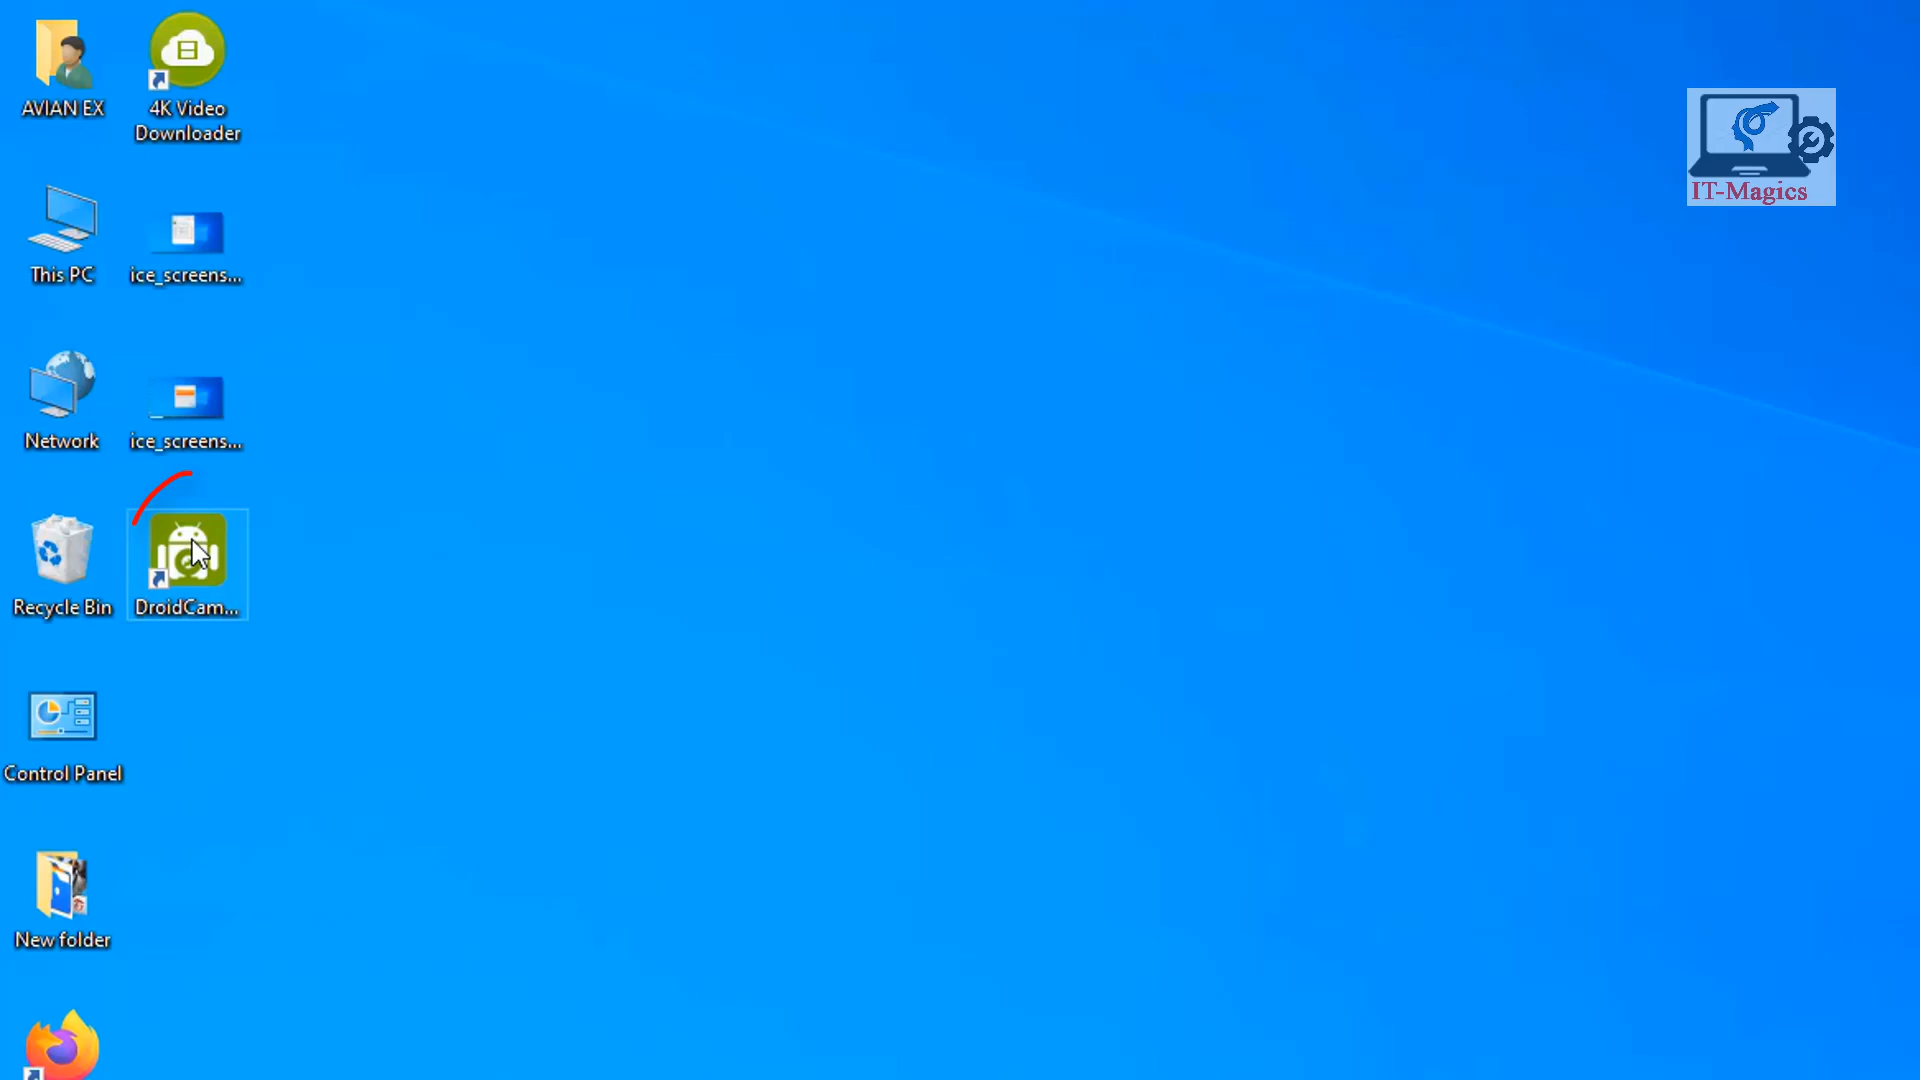 AVIAN EX
4K Video
Downloader
IT-Magics
This PC
ice_screens...
Network
ice_screens...
Recycle Bin
DroidCam...
Control Panel
New folder